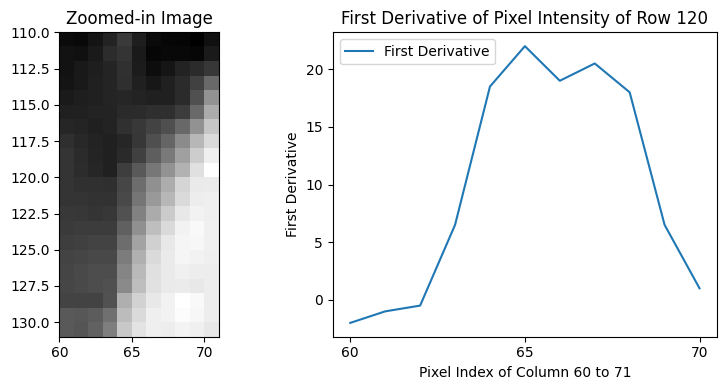 Zoomed-in Image
110.0
112.5
115.0
117.5
120.0
122.5
125.0
127.5
130.0
60 65 70
First Derivative of Pixel Intensity of Row 120
First Derivative
First Derivative
20
15
10
5
0
60 65 70
Pixel Index of Column 60 to 71